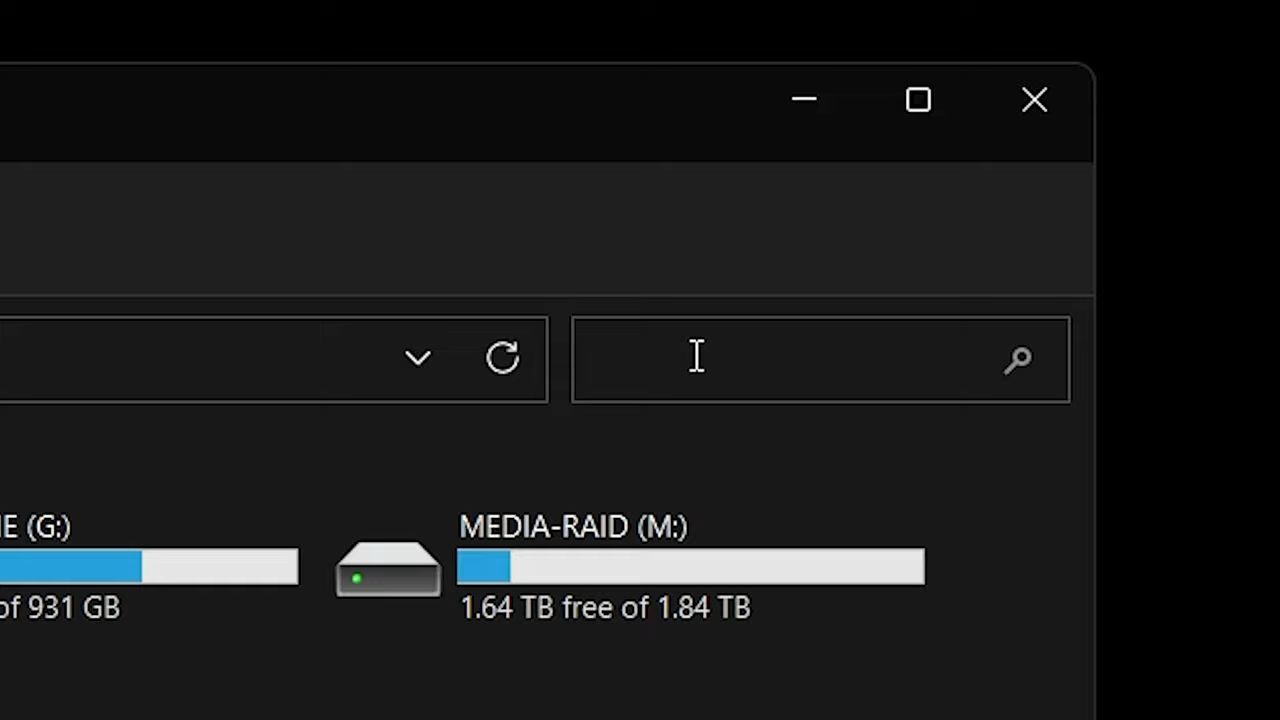 E (G:)
of 931 GB
MEDIA-RAID (M:)
1.64 TB free of 1.84 TB